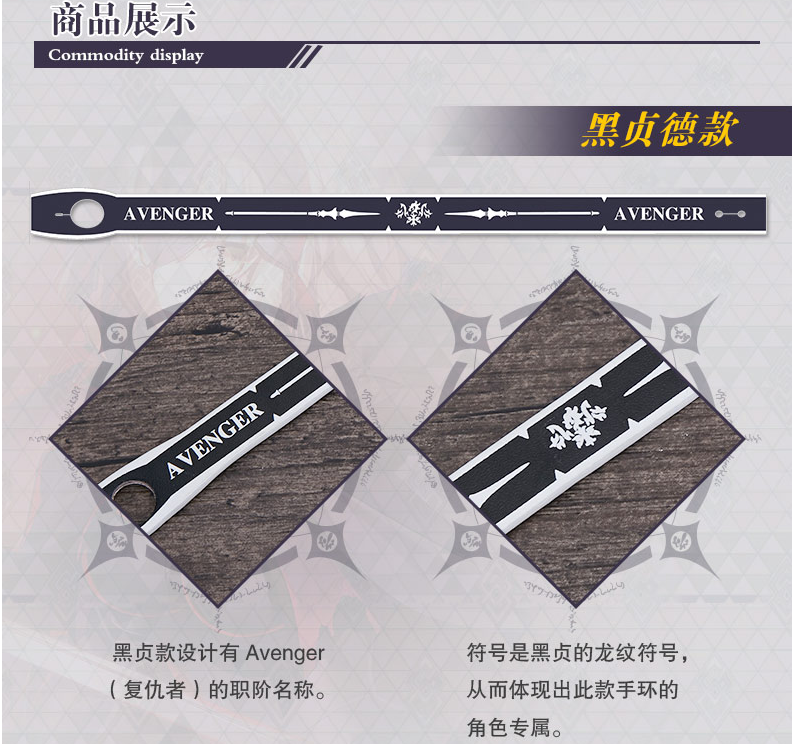 商品展示
Commodity display
黑贞德款
AVENGER AVENGER
AVENGER
黑贞款设计有 Avenger
（复仇者）的职阶名称。
符号是黑贞的龙纹符号，
从而体现出此款手环的
角色专属。